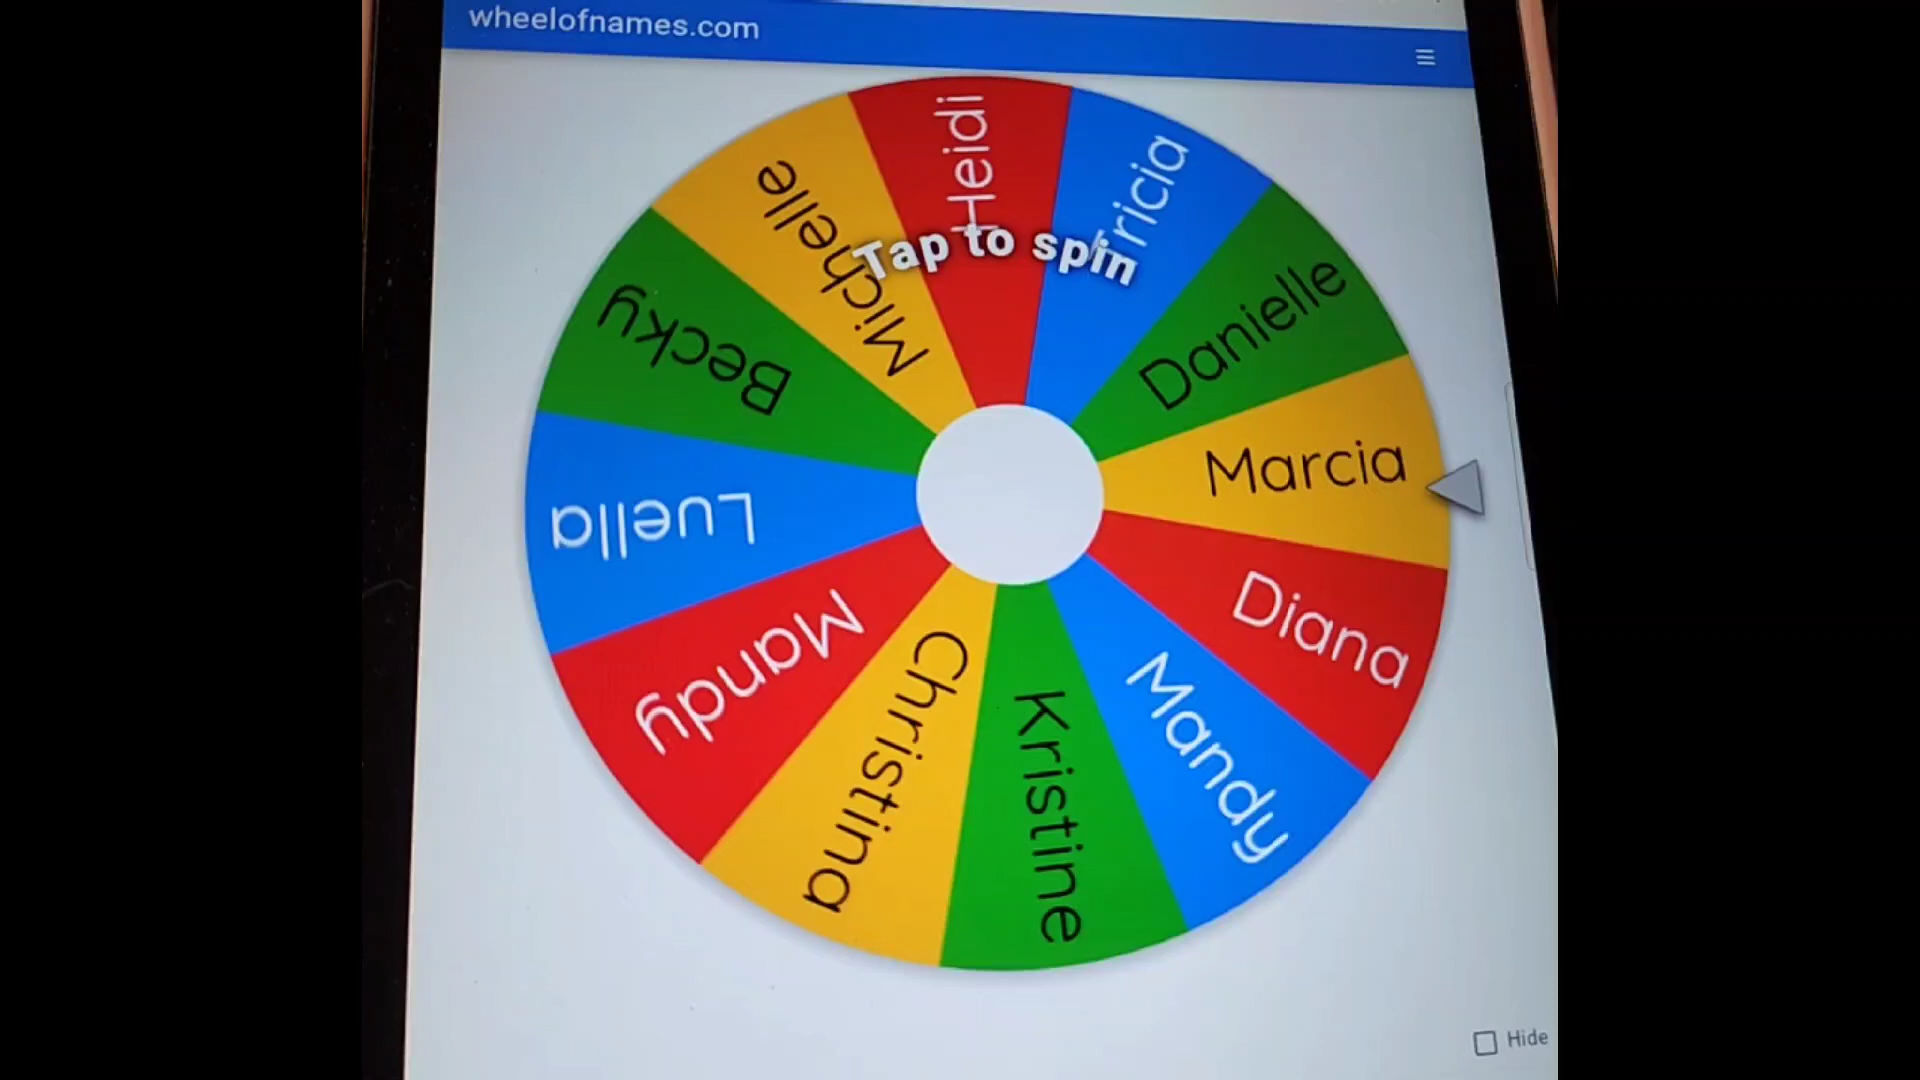 wheelofnames.com
Heidi
Tricia
Danielle
Marcia
Diana
Mandy
Kristine
Christina
Mandy
Luella
Becky
Michelle
Tap to spin
Hide